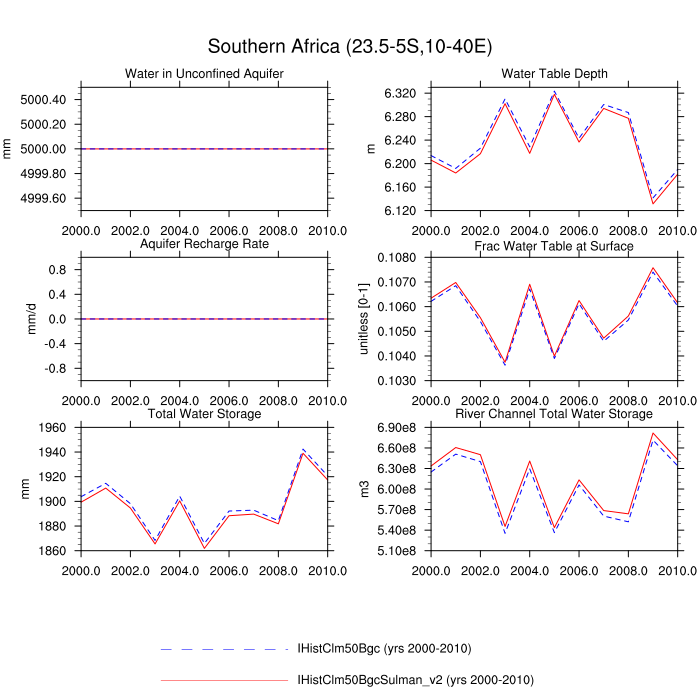 Southern Africa (23.5-5S,10-40E)
Water in Unconfined Aquifer
5000.40
5000.20
5000.00
4999.80
4999.60
mm
2000.0 2002.0 2004.0 2006.0 2008.0 2010.0
Water Table Depth
6.320
6.280
6.240
6.200
6.160
6.120
m
2000.0 2002.0 2004.0 2006.0 2008.0 2010.0
Aquifer Recharge Rate
0.8
0.4
0.0
-0.4
-0.8
mm/d
2000.0 2002.0 2004.0 2006.0 2008.0 2010.0
Frac Water Table at Surface
0.1080
0.1070
0.1060
0.1050
0.1040
0.1030
unitless [0-1]
2000.0 2002.0 2004.0 2006.0 2008.0 2010.0
Total Water Storage
1960
1940
1920
1900
1880
1860
mm
2000.0 2002.0 2004.0 2006.0 2008.0 2010.0
River Channel Total Water Storage
6.90e8
6.60e8
6.30e8
6.00e8
5.70e8
5.40e8
5.10e8
m3
2000.0 2002.0 2004.0 2006.0 2008.0 2010.0
IHistClm50Bgc (yrs 2000-2010)
IHistClm50BgcSulman_v2 (yrs 2000-2010)